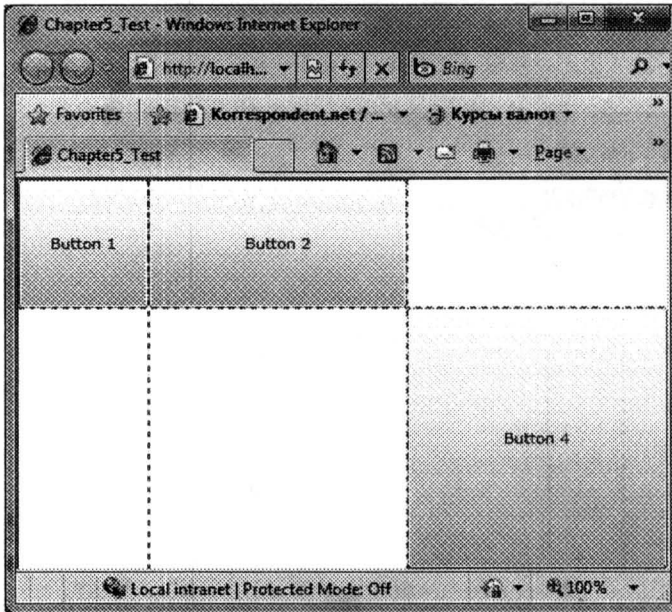 Chapter5_Test - Windows Internet Explorer
http://localh...
Bing
Favorites
Korrespondent.net / ...
Курсы валют
Chapter5_Test
Page
Button 1
Button 2
Button 4
Local intranet | Protected Mode: Off
100%